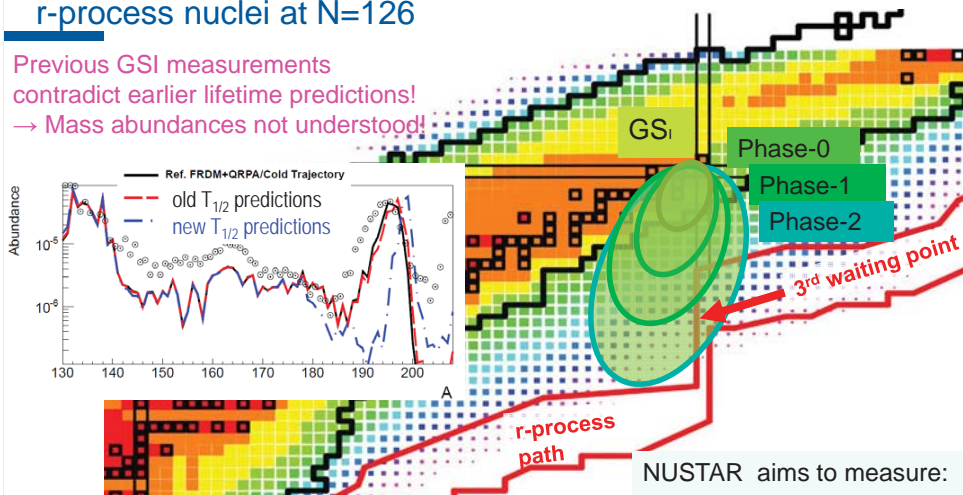 r-process nuclei at N=126
Previous GSI measurements
contradict earlier lifetime predictions!
→ Mass abundances not understood!
GSI
Phase-0
Phase-1
Phase-2
3rd waiting point
Abundance
10-5
10-6
Ref. FRDM+QRPA/Cold Trajectory
old T1/2 predictions
new T1/2 predictions
130 140 150 160 170 180 190 200
A
r-process
path
NUSTAR aims to measure: